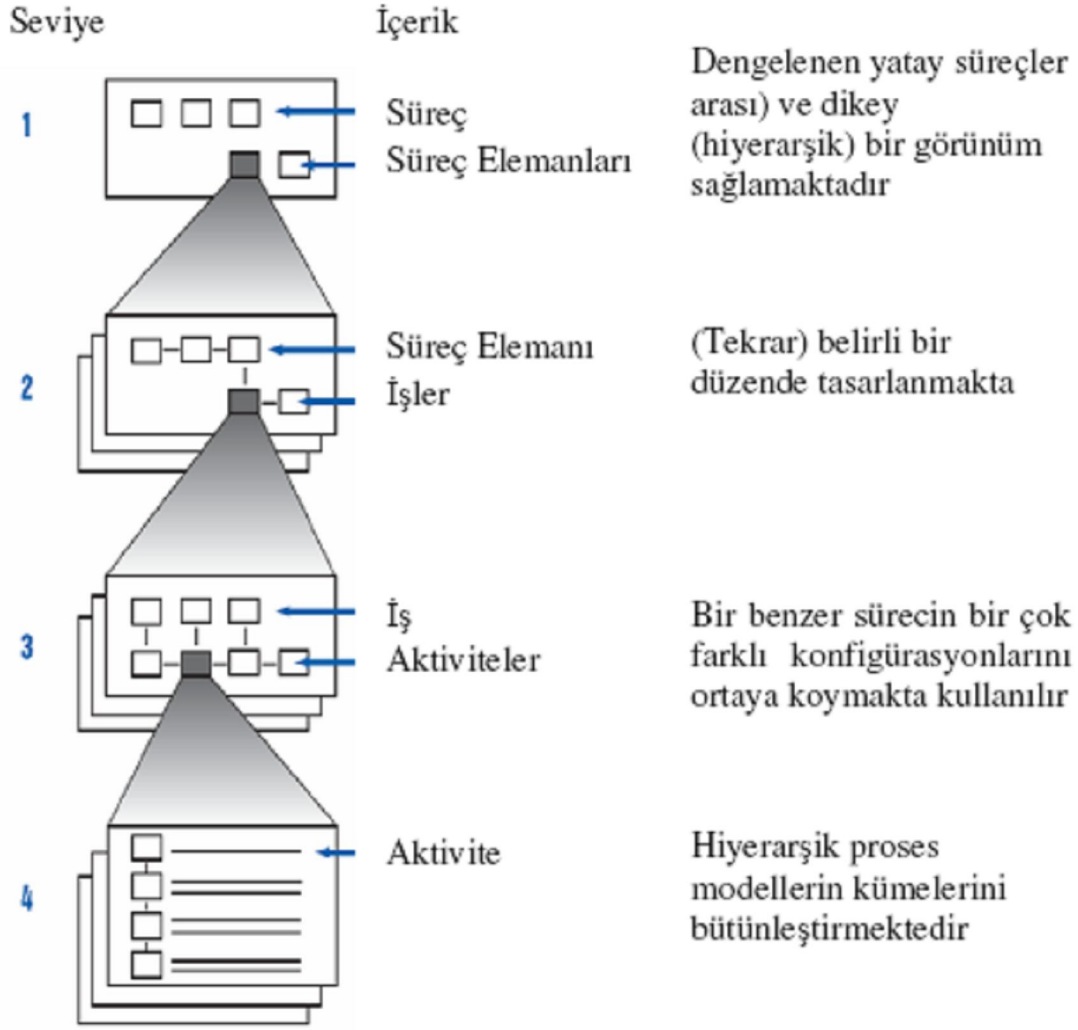 Seviye İçerik
1
Süreç
Süreç Elemanları
Dengelenen yatay süreçler
arası) ve dikey
(hiyerarşik) bir görünüm
sağlamaktadır
2
Süreç Elemanı
İşler
(Tekrar) belirli bir
düzende tasarlanmakta
3
İş
Aktiviteler
Bir benzer sürecin bir çok
farklı konfigürasyonlarını
ortaya koymakta kullanılır
4
Aktivite
Hiyerarşik proses
modellerin kümelerini
bütünleştirmektedir